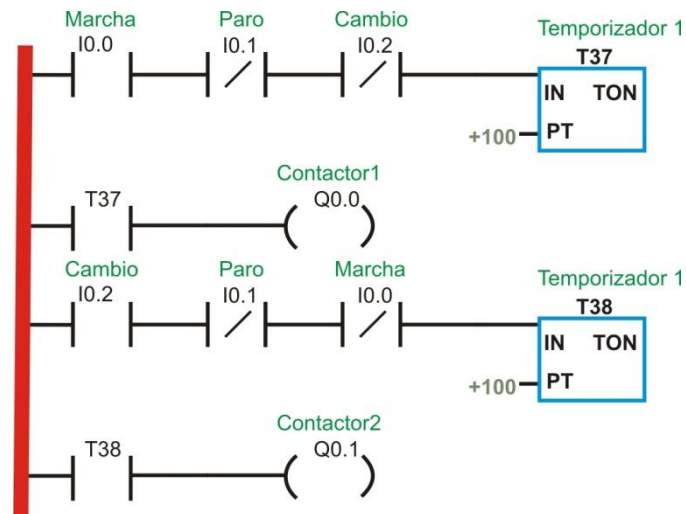 Marcha Paro Cambio Temporizador 1
I0.0 I0.1 I0.2 T37
IN TON
+100 PT
Contactor1
T37 Q0.0
Cambio Paro Marcha Temporizador 1
I0.2 I0.1 I0.0 T38
IN TON
+100 PT
Contactor2
T38 Q0.1